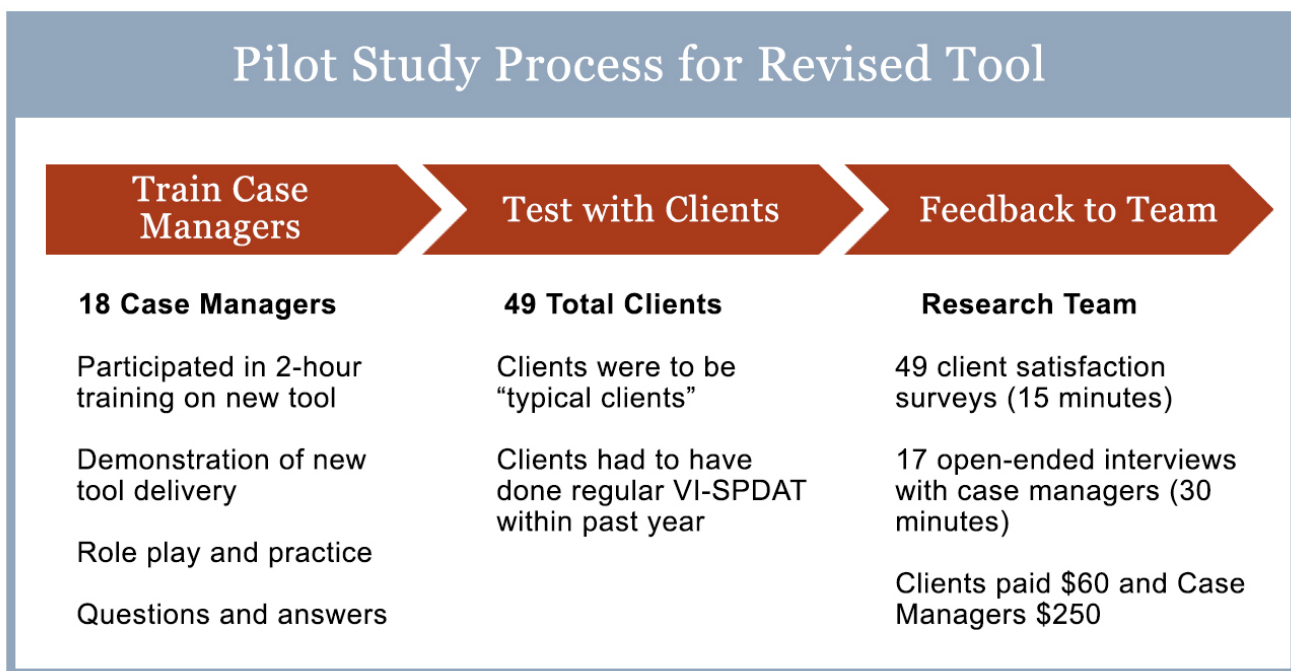 Pilot Study Process for Revised Tool
Train Case
Managers
Test with Clients
Feedback to Team
18 Case Managers
Participated in 2-hour
training on new tool
Demonstration of new
tool delivery
Role play and practice
Questions and answers
49 Total Clients
Clients were to be
“typical clients”
Clients had to have
done regular VI-SPDAT
within past year
Research Team
49 client satisfaction
surveys (15 minutes)
17 open-ended interviews
with case managers (30
minutes)
Clients paid $60 and Case
Managers $250